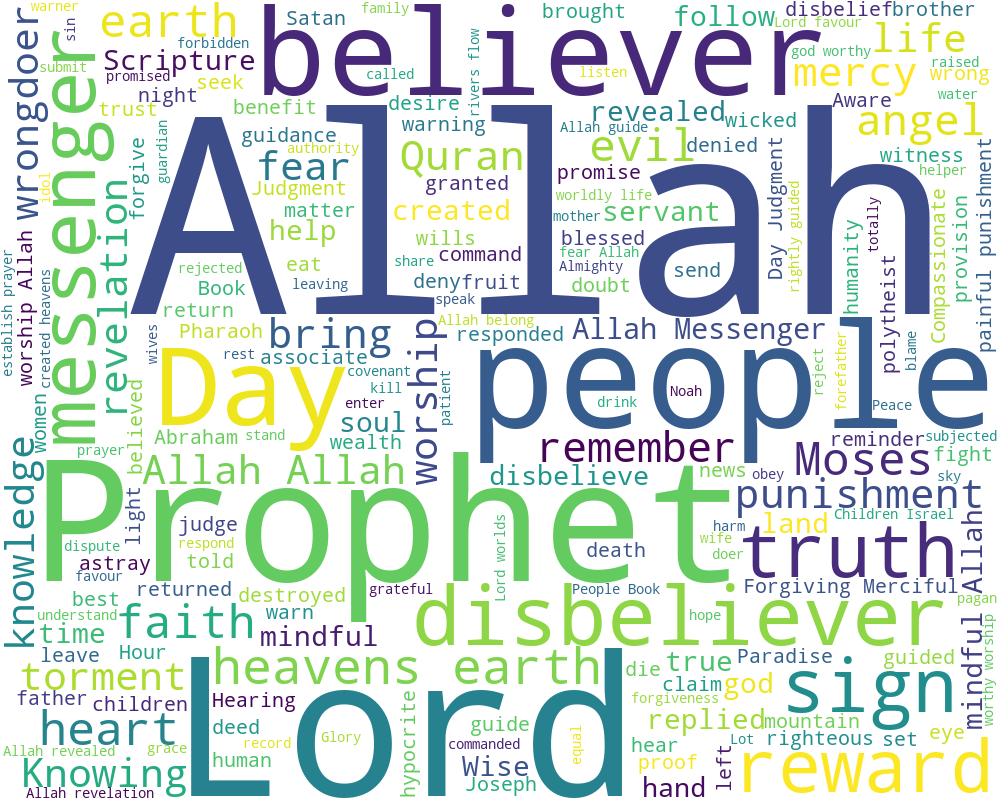 warner
family
Satan
brought
follow
Lord favour
disbelief
brother
sin
earth
believer
life
forbidden
god worthy
Scripture
called
listen
rivers flow
mercy
wrong
raised
submit
promised
seek
night
water
Wrongdoer
messenger
trust
benefit
desire
revealed
Aware
angel
warning
Allah guide
wicked
guidance
denied
authority
Quran
evil
witness
guardian
forgive
fear
promise
helper
idol
Judgment
granted
worldly life
matter
created
mother
servant
Day Judgment
rightly guided
humanity
totally
Compassionate
provision
painful punishment
revelation
Allah
help
wills
blessed
share
command
fear Allah
rejected
eat
deny
fruit
Almighty
send
polytheist
Book
leaving
doubt
return
speak
establish prayer
worship Allah
created heavens
Pharaoh
bring
Allah belong
responded
Allah Messenger
wives
rest
associate
worship
people
reject
forefather
blame
Day
covenant
kill
enter
patient
Noah
Peace
Women
believed
soul
drink
Abraham
stand
wealth
remember
reminder
subjected
prayer
Allah Allah
disbelieve
news
obey
Moses
fight
sky
knowledge
Prophet
punishment
light
judge
Children Israel
harm
land
dispute
respond
Lord worlds
wife
truth
astray
told
death
doer
mindful Allah
favour
returned
destroyed
grateful
People Book
Forgiving Merciful
best
pagan
understand
faith
warn
disbeliever
hope
time
mindful
leave
Hour
heavens earth
true
Paradise
guided
torment
die
claim
god
sign
father
children
Hearing
Lord
hypocrite
forgiveness
worthy worship
heart
deed
guide
replied
mountain
human
record
Glory
commanded
equal
hear
Lot
righteous
set
eye
Allah revealed
grace
Knowing
Wise
proof
left
reward
Joseph
hand
Allah revelation